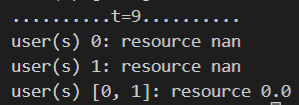 ..........t=9..........
user(s) 0: resource nan
user(s) 1: resource nan
user(s) [0, 1]: resource 0.0